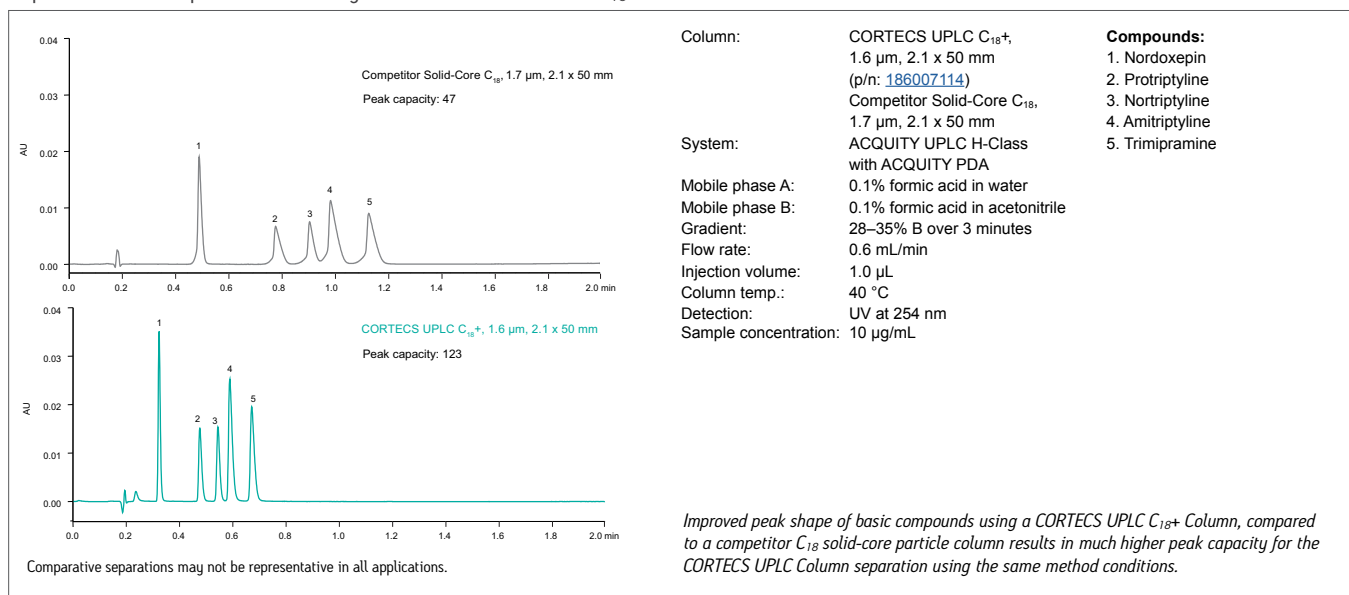 0.04
0.03
0.02
0.01
0.00
AU
Competitor Solid-Core C₁₈, 1.7 µm, 2.1 x 50 mm
Peak capacity: 47
1
2
3
4
5
0.0 0.2 0.4 0.6 0.8 1.0 1.2 1.4 1.6 1.8 2.0 min
0.04
0.03
0.02
0.01
0.00
AU
CORTECS UPLC C₁₈+, 1.6 µm, 2.1 x 50 mm
Peak capacity: 123
1
2
3
4
5
0.0 0.2 0.4 0.6 0.8 1.0 1.2 1.4 1.6 1.8 2.0 min
Comparative separations may not be representative in all applications.
Column: CORTECS UPLC C₁₈+,
1.6 µm, 2.1 x 50 mm
(p/n: 186007114)
Competitor Solid-Core C₁₈,
1.7 µm, 2.1 x 50 mm
System: ACQUITY UPLC H-Class
with ACQUITY PDA
Mobile phase A: 0.1% formic acid in water
Mobile phase B: 0.1% formic acid in acetonitrile
Gradient: 28–35% B over 3 minutes
Flow rate: 0.6 mL/min
Injection volume: 1.0 µL
Column temp.: 40 °C
Detection: UV at 254 nm
Sample concentration: 10 µg/mL
Compounds:
1. Nordoxepin
2. Protriptyline
3. Nortriptyline
4. Amitriptyline
5. Trimipramine
Improved peak shape of basic compounds using a CORTECS UPLC C₁₈+ Column, compared
to a competitor C₁₈ solid-core particle column results in much higher peak capacity for the
CORTECS UPLC Column separation using the same method conditions.